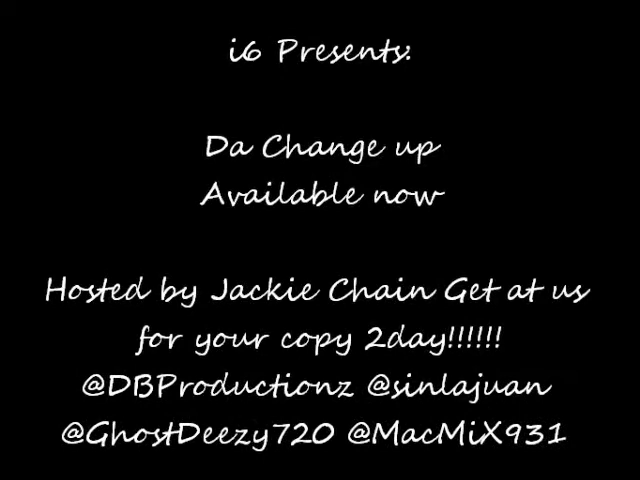 i6 Presents:
Da Change up
Available now
Hosted by Jackie Chain Get at us
for your copy 2day!!!!!!
@DBProductionz @sinlajuan
@GhostDeezy720 @MacMiX931